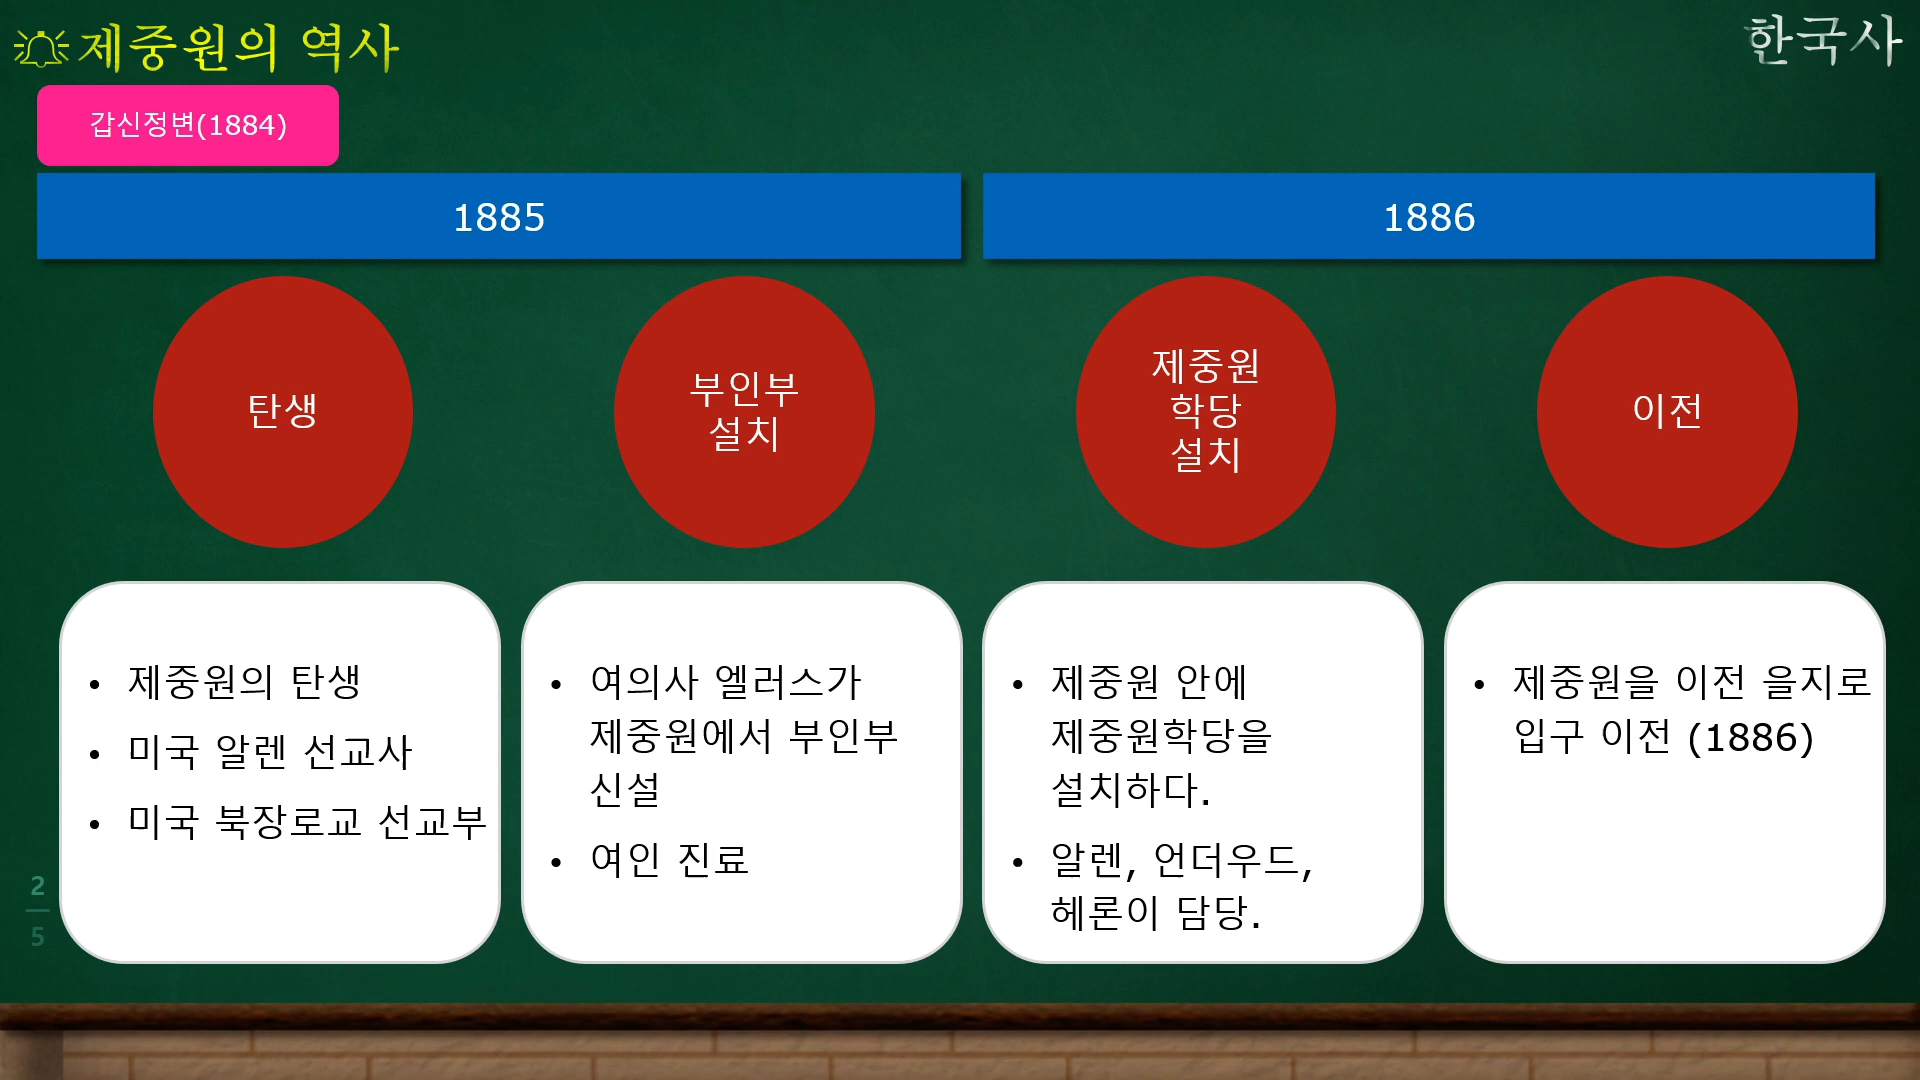 제중원의 역사
한국사
갑신정변(1884)
1885
1886
탄생
부인부
설치
제중원
학당
설치
이전
• 제중원의 탄생
• 미국 알렌 선교사
• 미국 북장로교 선교부
• 여의사 엘러스가
제중원에서 부인부
신설
• 여인 진료
• 제중원 안에
제중원학당을
설치하다.
• 알렌, 언더우드,
헤론이 담당.
• 제중원을 이전 을지로
입구 이전 (1886)
2
5